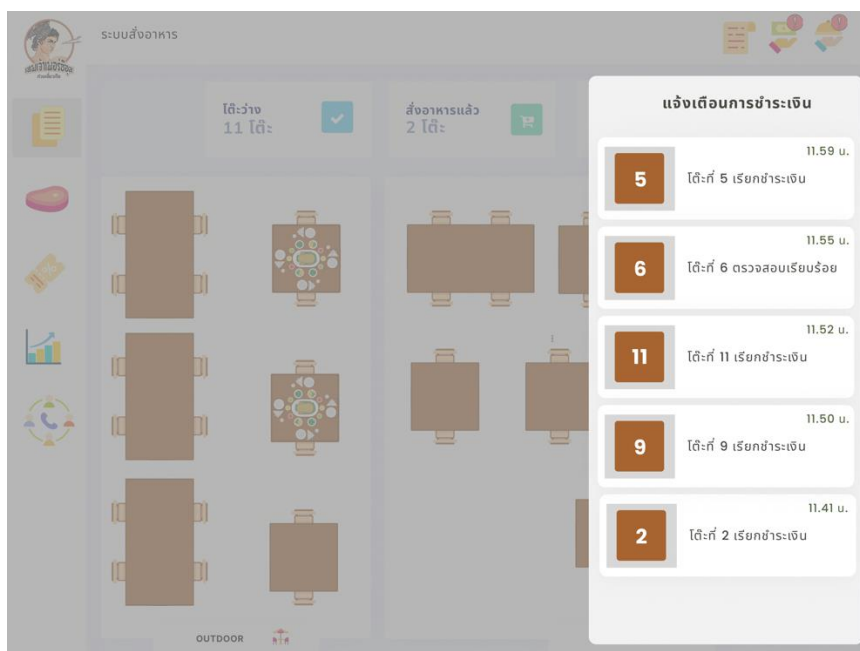 ระบบสั่งอาหาร
โต๊ะว่าง
11 โต๊ะ
สั่งอาหารแล้ว
2 โต๊ะ
OUTDOOR
แจ้งเตือนการชำระเงิน
11.59 น.
5
โต๊ะที่ 5 เรียกชำระเงิน
11.55 น.
6
โต๊ะที่ 6 ตรวจสอบเรียบร้อย
11.52 น.
11
โต๊ะที่ 11 เรียกชำระเงิน
11.50 น.
9
โต๊ะที่ 9 เรียกชำระเงิน
11.41 น.
2
โต๊ะที่ 2 เรียกชำระเงิน